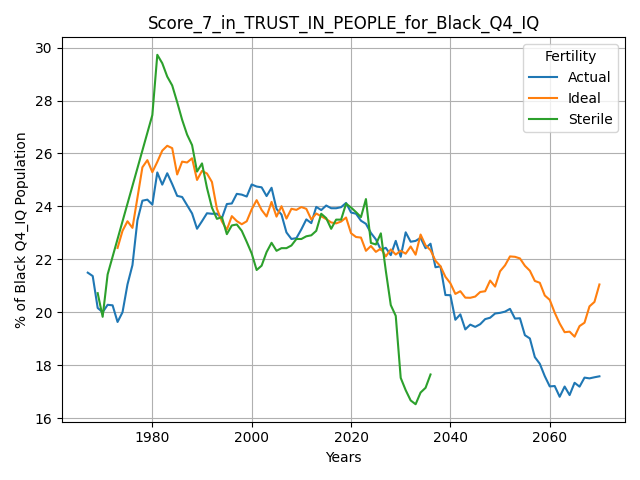 Score_7_in_TRUST_IN_PEOPLE_for_Black_Q4_IQ
Fertility
Actual
Ideal
Sterile
% of Black Q4_IQ Population
30
28
26
24
22
20
18
16
1980
2000
2020
2040
2060
Years